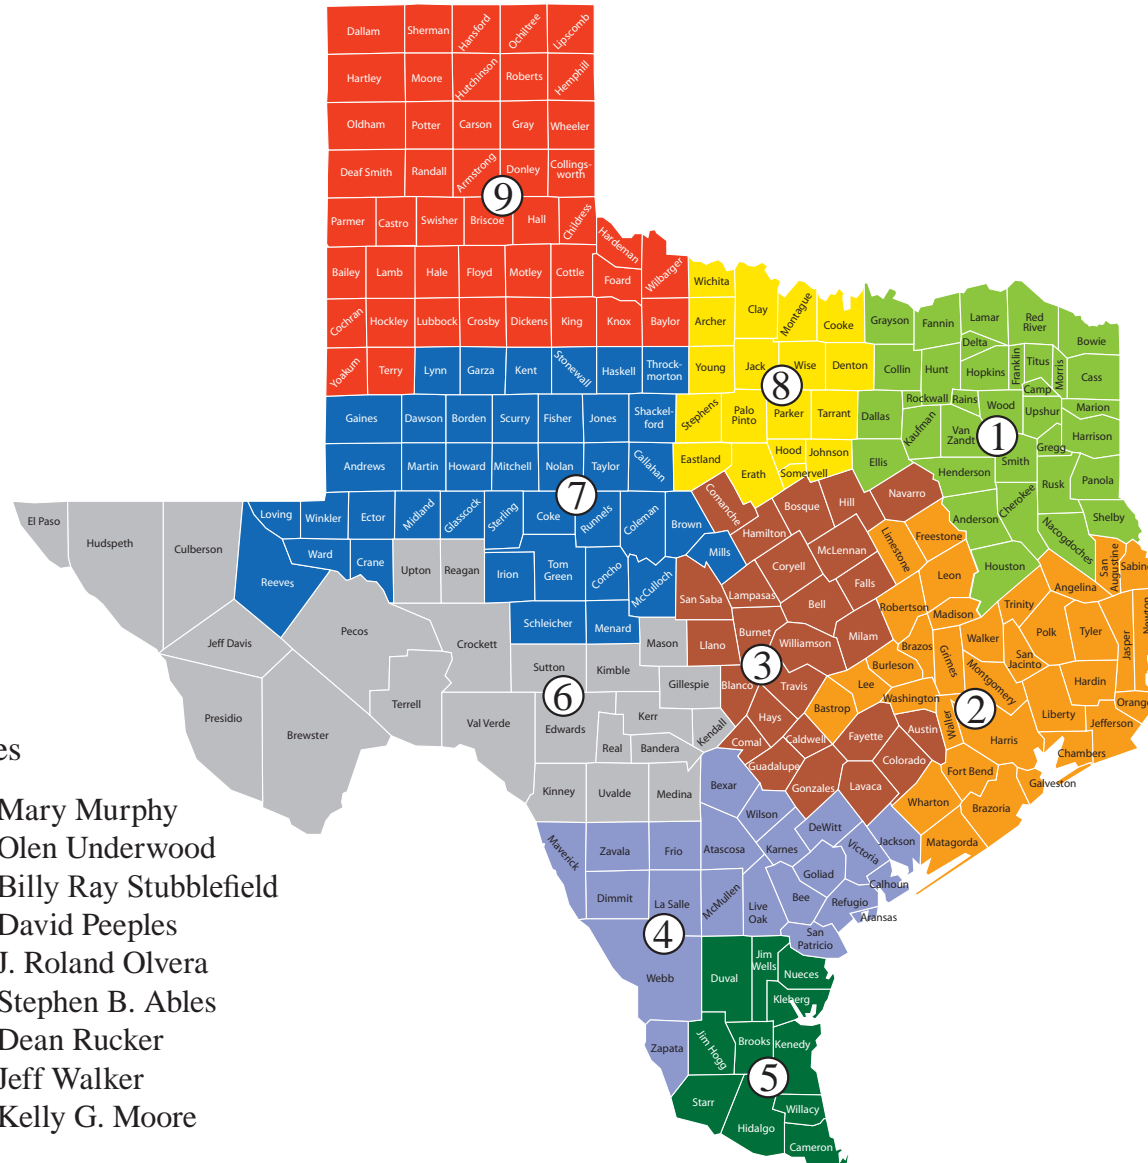 Dallam Sherman Hansford Ochiltree Lipscomb
Hartley Moore Hutchinson Roberts Hemphill
Oldham Potter Carson Gray Wheeler
Deaf Smith Randall Armstrong Donley Collings-
worth
9
Parmer Castro Swisher Briscoe Hall Childress
Hardeman
Bailey Lamb Hale Floyd Motley Cottle Foard Wilbarger
Wichita Clay Montague Cooke
Cochran Hockley Lubbock Crosby Dickens King Knox Baylor Archer
Grayson Fannin Lamar Red
River Bowie
Delta
Yoakum Terry Lynn Garza Kent Stonewall Haskell Throck-
morton Young Jack Wise Denton
Collin Hunt Hopkins Franklin Titus Morris Cass
8
Camp
Gaines Dawson Borden Scurry Fisher Jones Shackel-
ford Stephens Palo
Pinto Parker Tarrant Dallas
Rockwall Rains Wood Upshur Marion
Kaufman Van
Zandt 1 Gregg Harrison
Andrews Martin Howard Mitchell Nolan Taylor Callahan
Eastland Erath Hood Johnson
Somervell Ellis
Henderson Smith Rusk Panola
7
El Paso Hudspeth Culberson
Loving Winkler Ector Midland Glasscock Sterling Coke Runnels Coleman Brown
Comanche Bosque Hill Navarro
Hamilton
Anderson Cherokee Nacogdoches Shelby
Ward Crane Upton Reagan Irion Tom
Green Concho McCulloch Mills
Reeves
Coryell McLennan Limestone Freestone
Leon Houston Angelina San
Augustine Sabine
San Saba Lampasas Bell Falls
Robertson Madison Trinity
Newton
Schleicher Menard
Jeff Davis Pecos Crockett
Mason Llano Burnet Williamson Milam
Brazos Grimes Walker San
Jacinto Polk Tyler Jasper
3
Sutton Kimble Gillespie Blanco Travis
Burleson Lee Washington Montgomery Hardin
6
2
Presidio Brewster Terrell Val Verde Edwards Kerr
Real Bandera Kendall
Hays Comal Caldwell Bastrop Fayette Austin Waller Harris Liberty Orange
Jefferson
Chambers
Guadalupe Colorado
Kinney Uvalde Medina Bexar Gonzales Lavaca
Fort Bend Galveston
Wharton Brazoria
Wilson
Maverick Zavala Frio Atascosa Karnes DeWitt Victoria Jackson Matagorda
Goliad Calhoun
Dimmit La Salle McMullen Live
Oak Bee Refugio Aransas
4
San
Patricio
Webb Duval Jim
Wells Nueces
Kleberg
Zapata Jim Hogg Brooks Kenedy
5
Starr Hidalgo Willacy
Cameron
es
Mary Murphy
Olen Underwood
Billy Ray Stubblefield
David Peeples
J. Roland Olvera
Stephen B. Ables
Dean Rucker
Jeff Walker
Kelly G. Moore